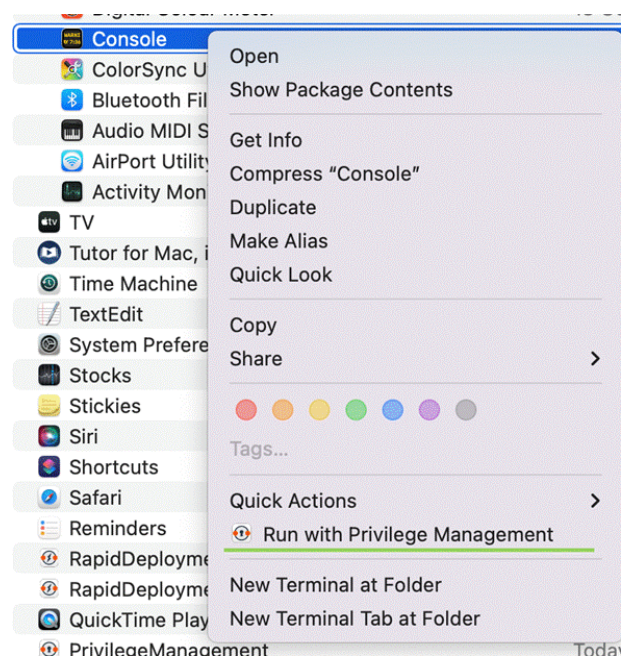 Digital Colour Meter
Console
ColorSync U
Bluetooth Fil
Audio MIDI S
AirPort Utility
Activity Mon
TV
Tutor for Mac, i
Time Machine
TextEdit
System Prefere
Stocks
Stickies
Siri
Shortcuts
Safari
Reminders
RapidDeployme
RapidDeployme
QuickTime Play
PrivilegeManagement Today
Open
Show Package Contents
Get Info
Compress “Console”
Duplicate
Make Alias
Quick Look
Copy
Share
Tags...
Quick Actions
Run with Privilege Management
New Terminal at Folder
New Terminal Tab at Folder